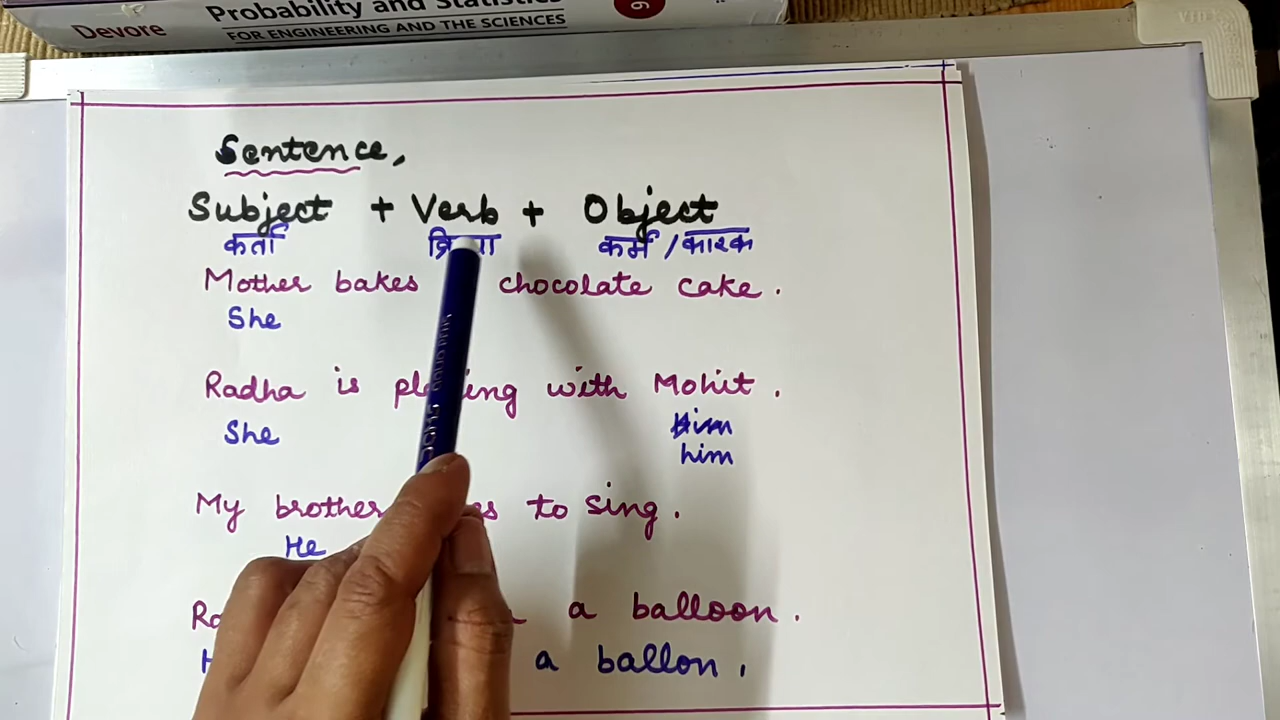 Devore Probability and Statistics
FOR ENGINEERING AND THE SCIENCES
9
Sentence,
Subject + Verb + Object
कर्ता कर्म / कारक
Mother bakes chocolate cake.
She
Radha is with Mohit.
She him
him
My brother to sing.
He
a balloon.
a ballon,